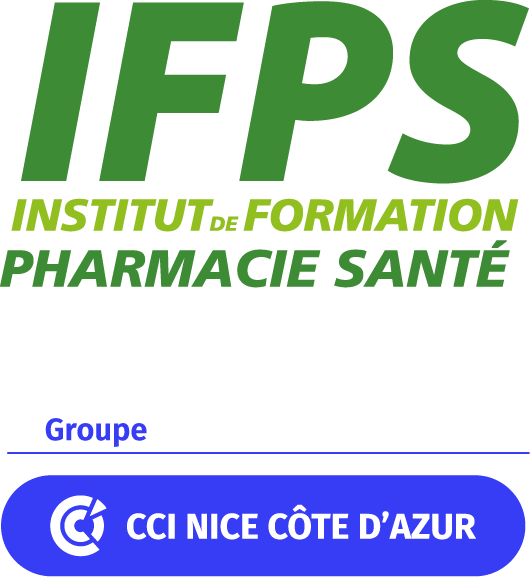 IFPS
INSTITUT DE FORMATION
PHARMACIE SANTÉ
Groupe
CCI NICE CÔTE D’AZUR